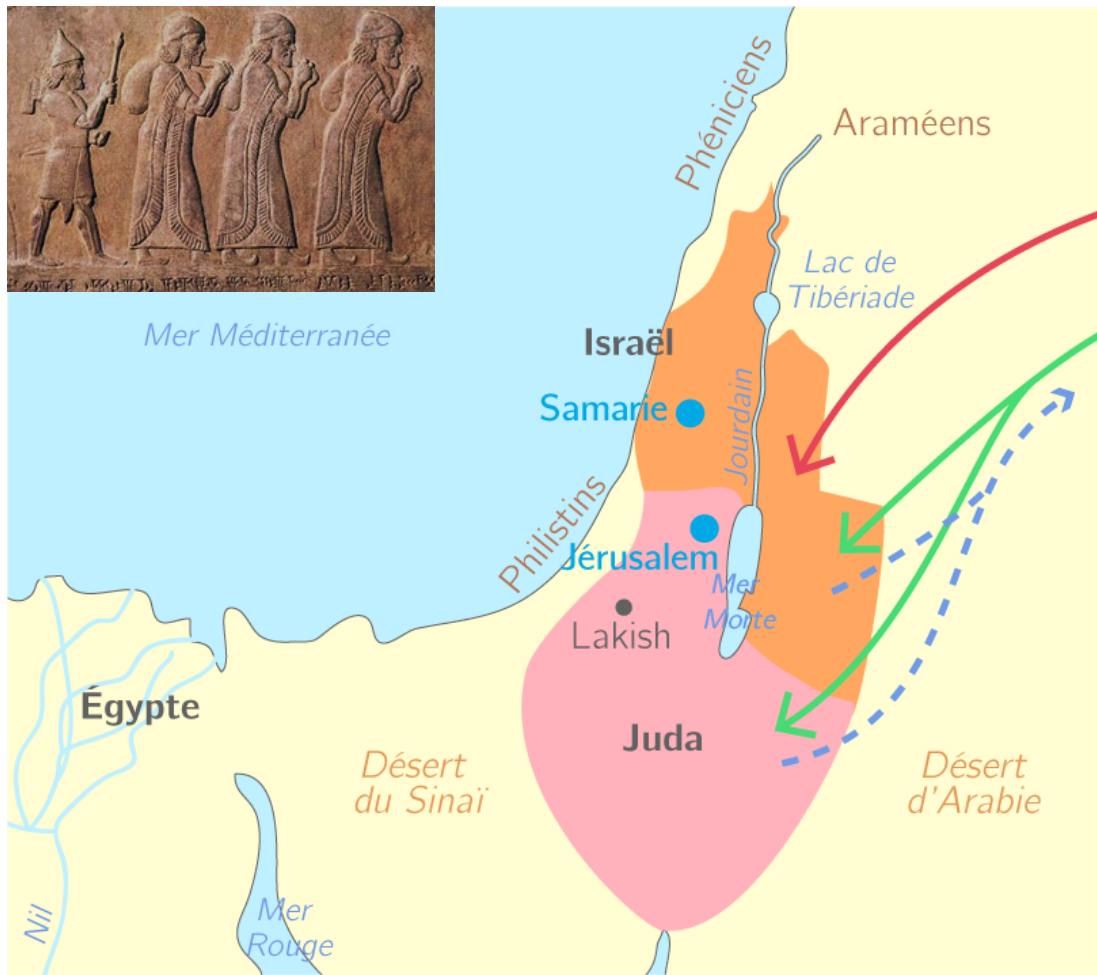 Phéniciens
Araméens
Lac de
Tibériade
Mer Méditerranée
Israël
Samarie
Jourdain
Philistins
Jérusalem
Mer
Morte
Lakish
Égypte
Juda
Désert
du Sinaï
Désert
d'Arabie
Mer
Rouge
Nil